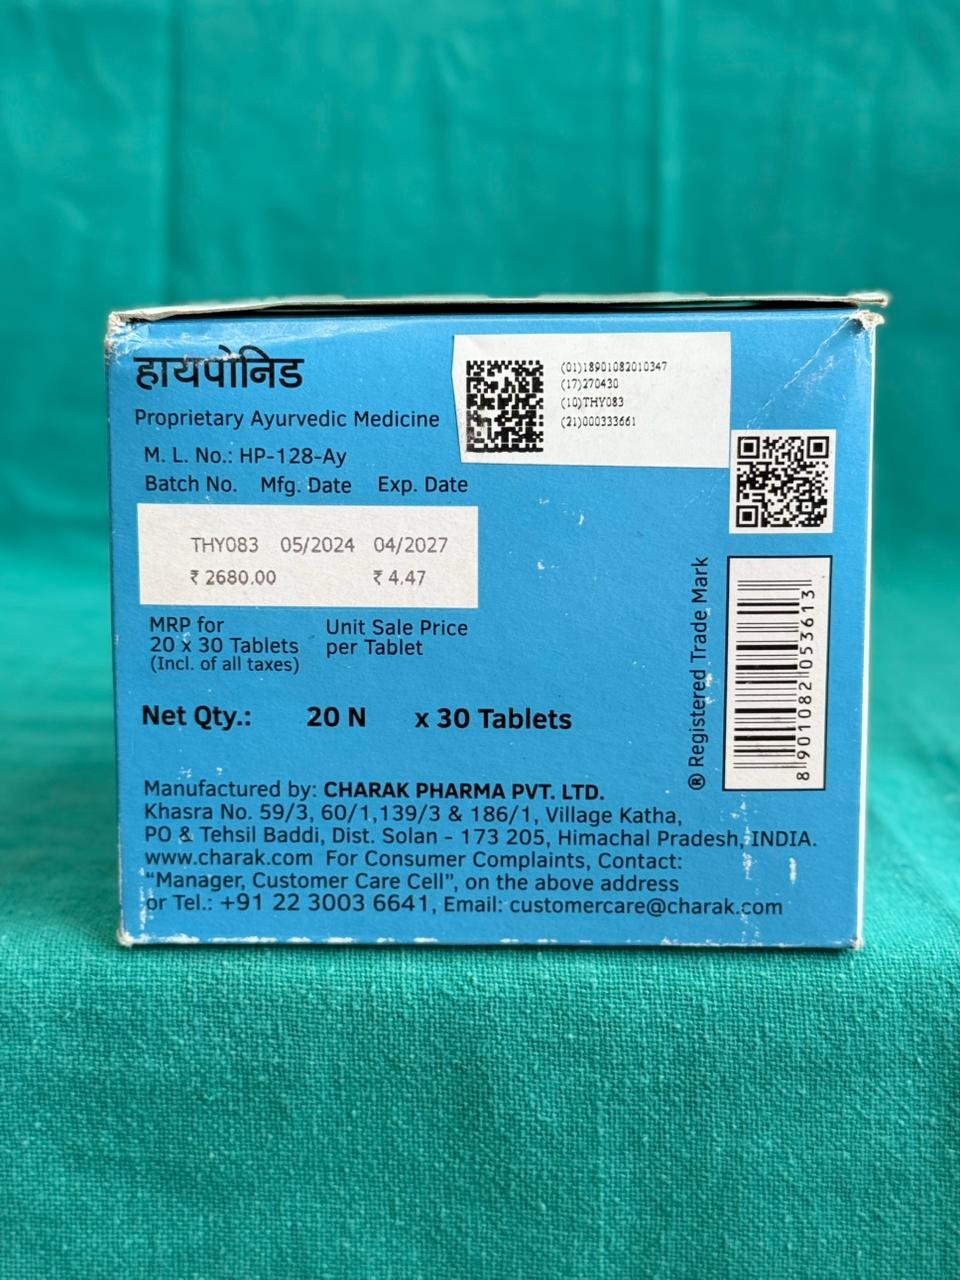 हायपोनिड
Proprietary Ayurvedic Medicine
M. L. No.: HP-128-Ay
Batch No. Mfg. Date Exp. Date
THY083 05/2024 04/2027
₹ 2680.00 ₹ 4.47
MRP for
20 x 30 Tablets
(Incl. of all taxes)
Unit Sale Price
per Tablet
Net Qty.: 20 N x 30 Tablets
Manufactured by: CHARAK PHARMA PVT. LTD.
Khasra No. 59/3, 60/1,139/3 & 186/1, Village Katha,
PO & Tehsil Baddi, Dist. Solan - 173 205, Himachal Pradesh, INDIA.
www.charak.com For Consumer Complaints, Contact:
“Manager, Customer Care Cell”, on the above address
or Tel.: +91 22 3003 6641, Email: customercare@charak.com
(01)18901082010347
(17)270430
(10)THY083
(21)000333661
® Registered Trade Mark
8 901082 053613